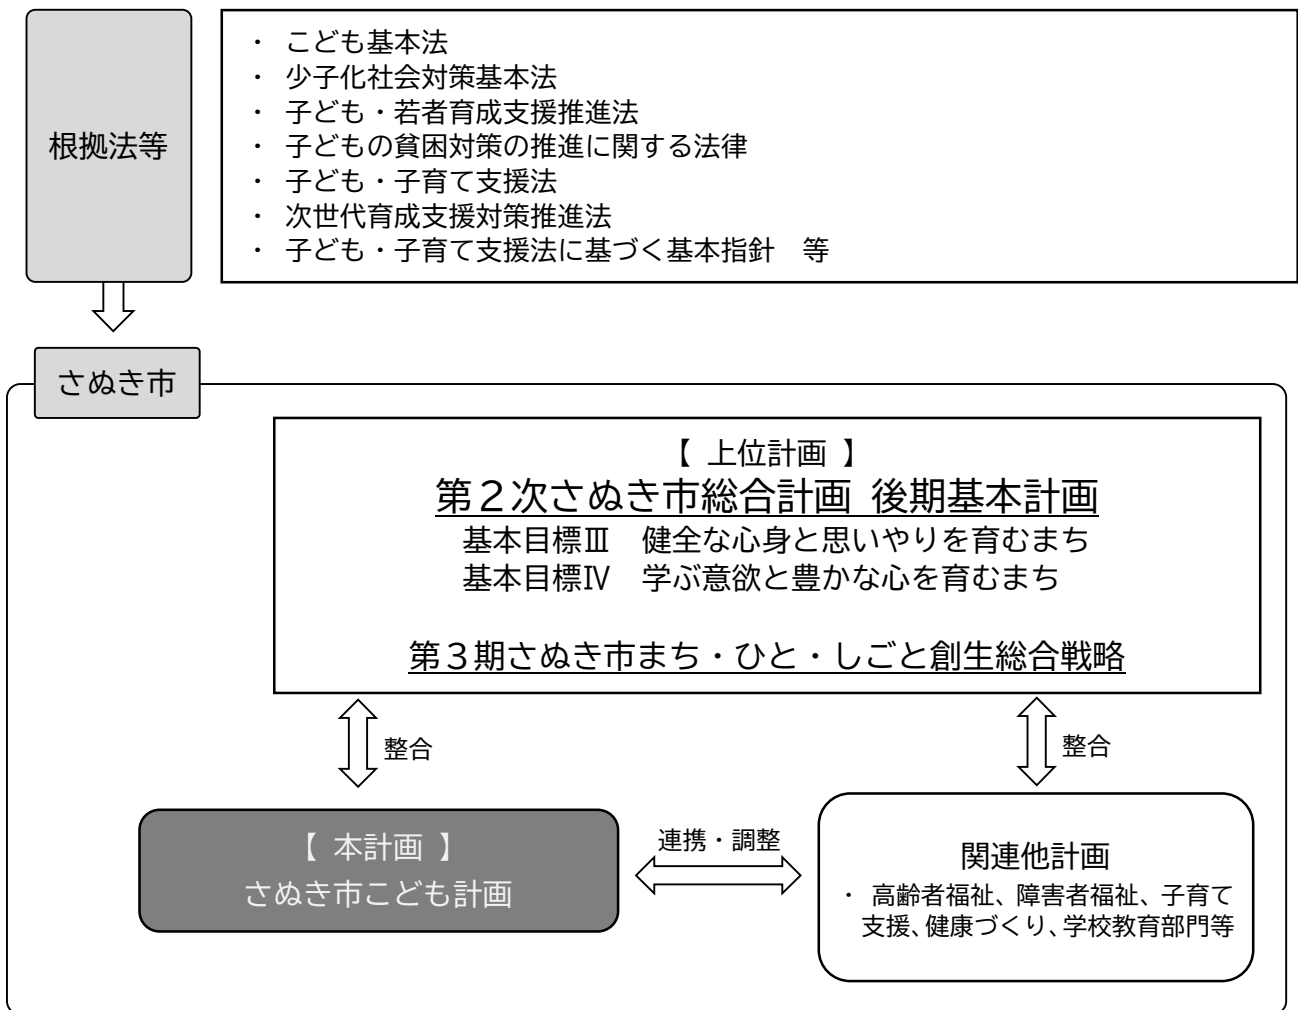 根拠法等
・ こども基本法
・ 少子化社会対策基本法
・ 子ども・若者育成支援推進法
・ 子どもの貧困対策の推進に関する法律
・ 子ども・子育て支援法
・ 次世代育成支援対策推進法
・ 子ども・子育て支援法に基づく基本指針　等
さぬき市
【 上位計画 】
第２次さぬき市総合計画 後期基本計画
基本目標Ⅲ　健全な心身と思いやりを育むまち
基本目標Ⅳ　学ぶ意欲と豊かな心を育むまち
第３期さぬき市まち・ひと・しごと創生総合戦略
整合
整合
【 本計画 】
さぬき市こども計画
連携・調整
関連他計画
・ 高齢者福祉、障害者福祉、子育て
支援、健康づくり、学校教育部門等